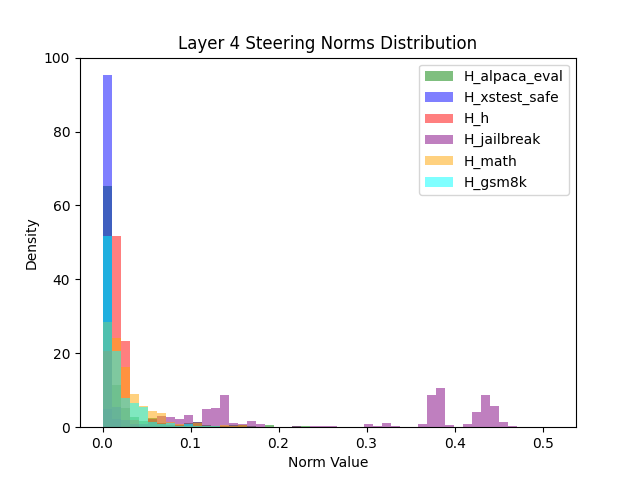 Layer 4 Steering Norms Distribution
100
80
60
40
20
0
Density
0.0 0.1 0.2 0.3 0.4 0.5
Norm Value
H_alpaca_eval
H_xstest_safe
H_h
H_jailbreak
H_math
H_gsm8k